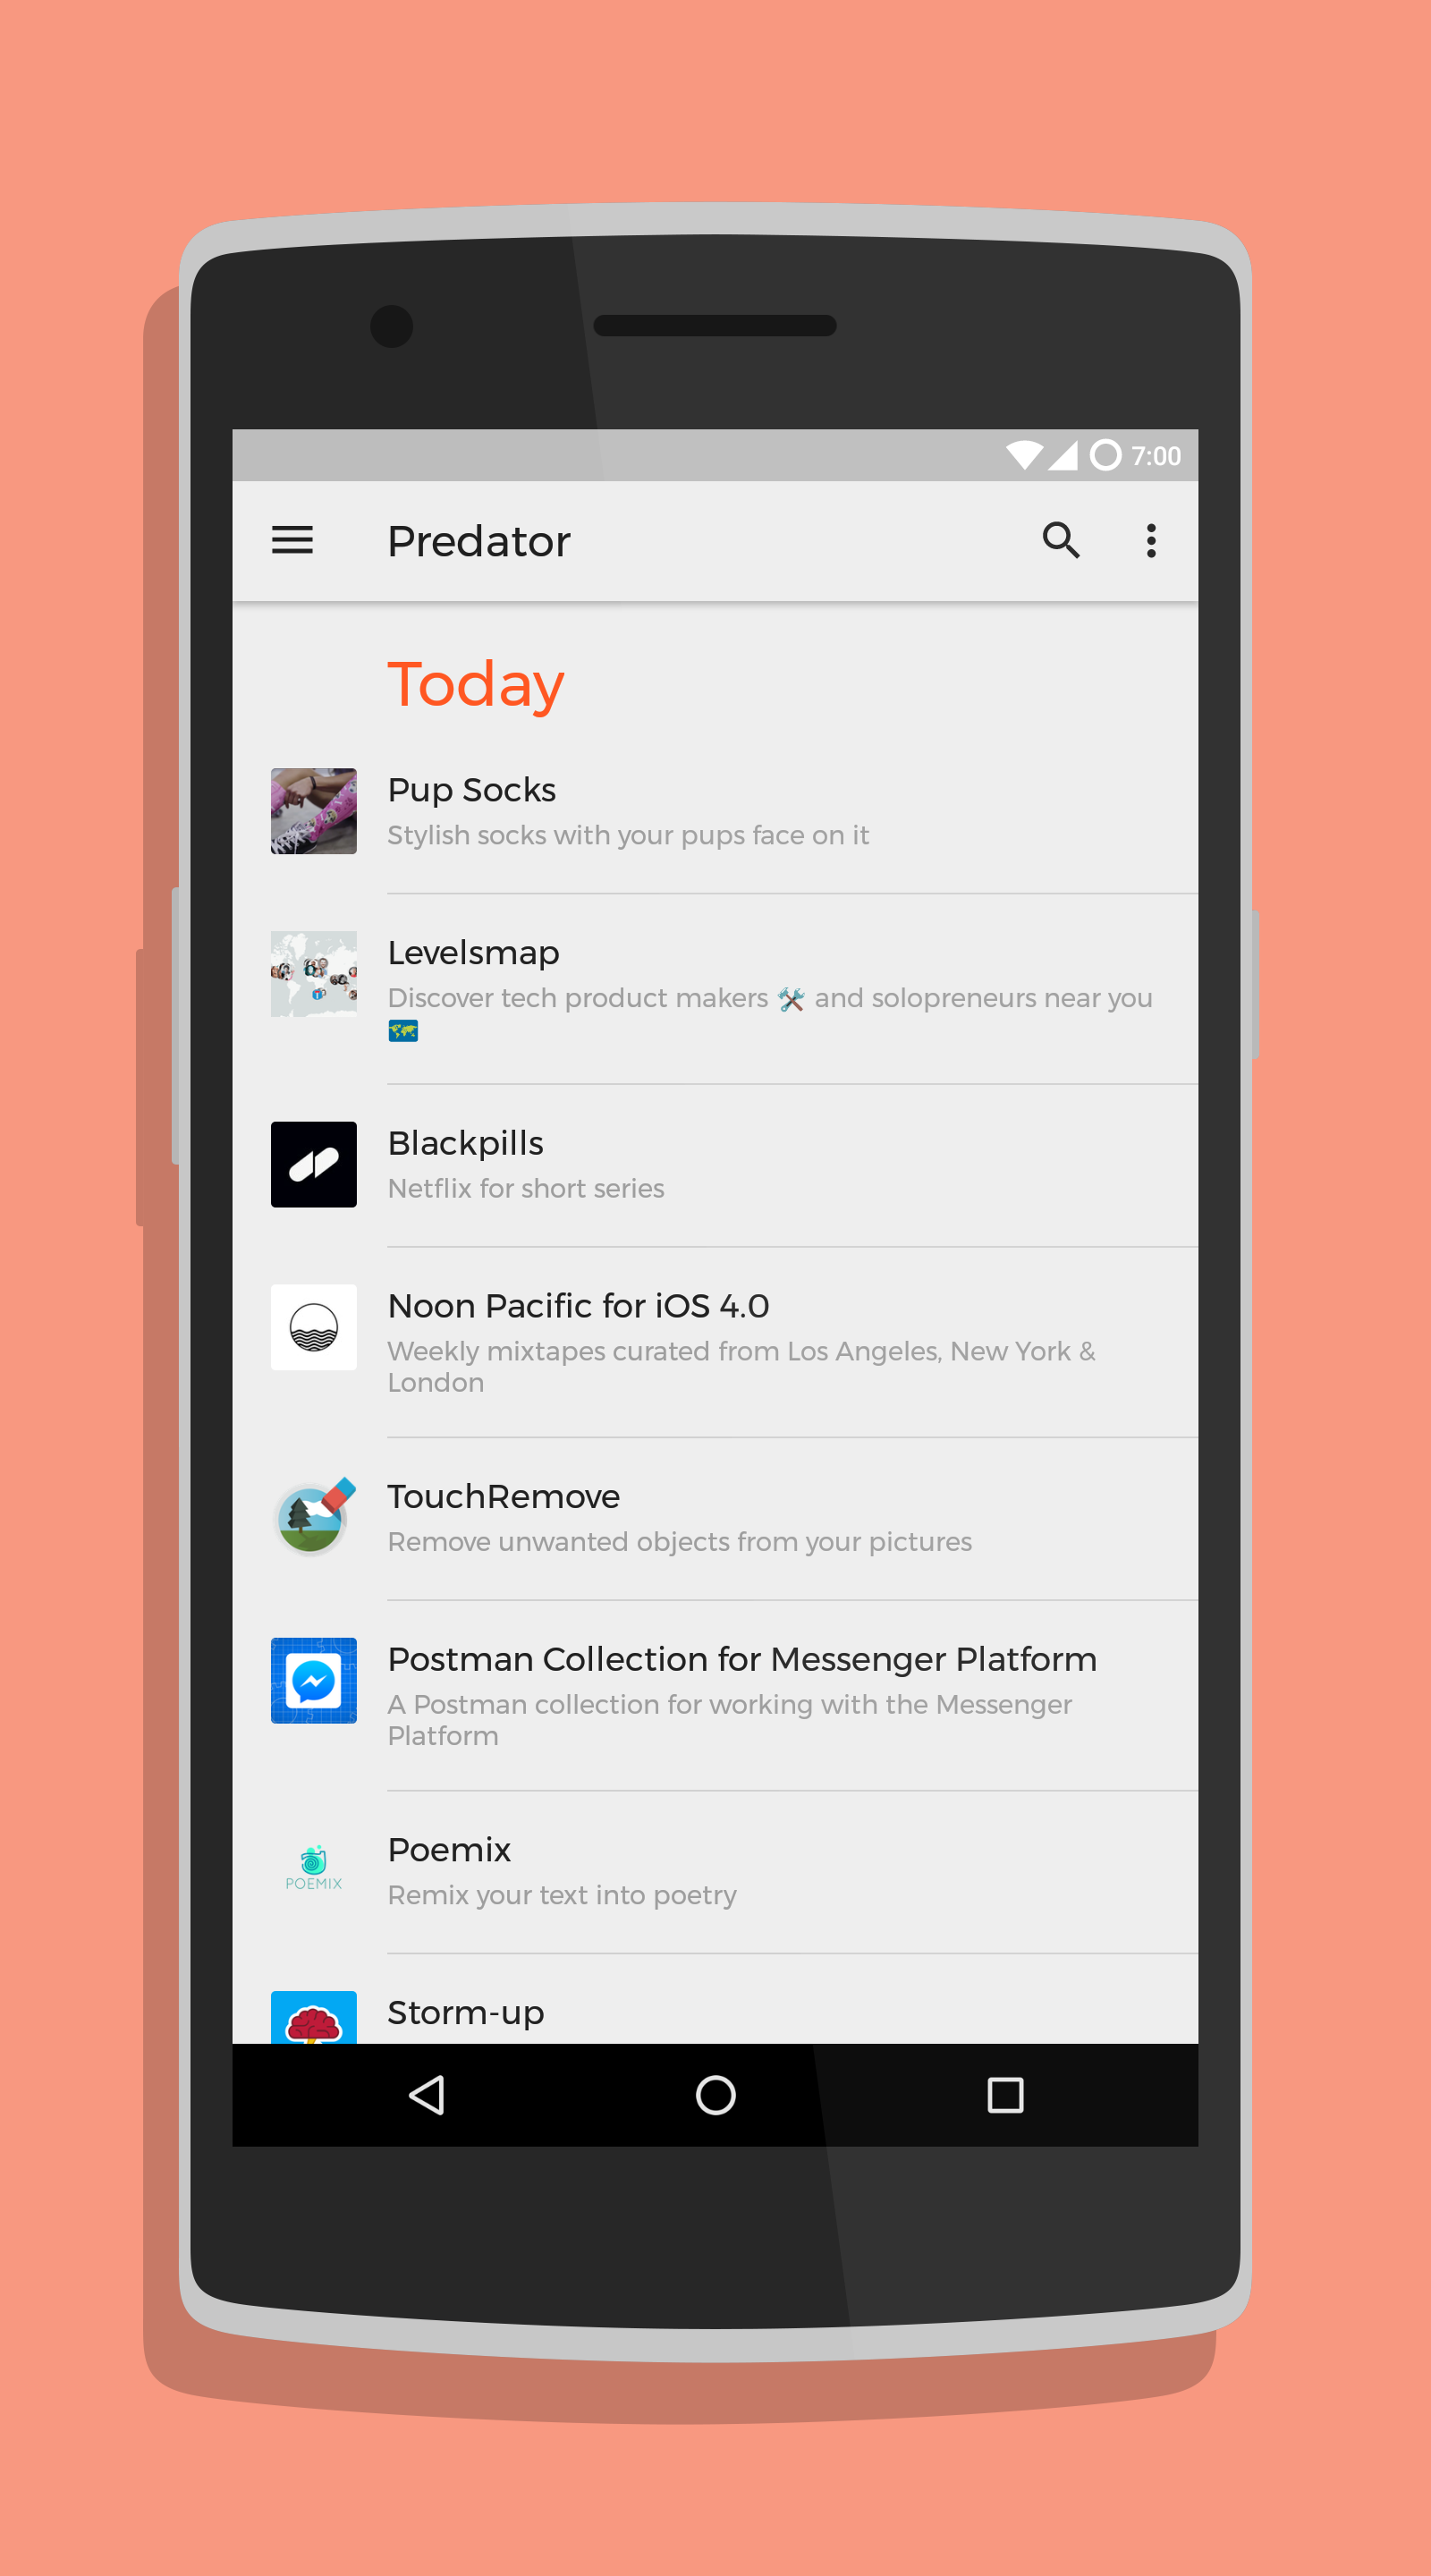 7:00
Predator
Today
Pup Socks
Stylish socks with your pups face on it
Levelsmap
Discover tech product makers 🛠 and solopreneurs near you
🗺
Blackpills
Netflix for short series
Noon Pacific for iOS 4.0
Weekly mixtapes curated from Los Angeles, New York &
London
TouchRemove
Remove unwanted objects from your pictures
Postman Collection for Messenger Platform
A Postman collection for working with the Messenger
Platform
POEMIX
Poemix
Remix your text into poetry
Storm-up